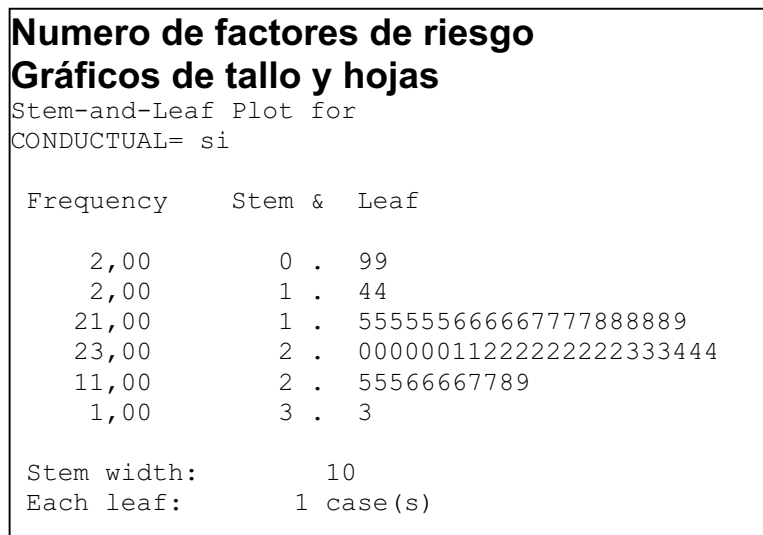 Numero de factores de riesgo
Gráficos de tallo y hojas
Stem-and-Leaf Plot for
CONDUCTUAL= si
Frequency Stem & Leaf
2,00 0 . 99
2,00 1 . 44
21,00 1 . 555555666667777888889
23,00 2 . 00000011222222222333444
11,00 2 . 55566667789
1,00 3 . 3
Stem width: 10
Each leaf: 1 case(s)